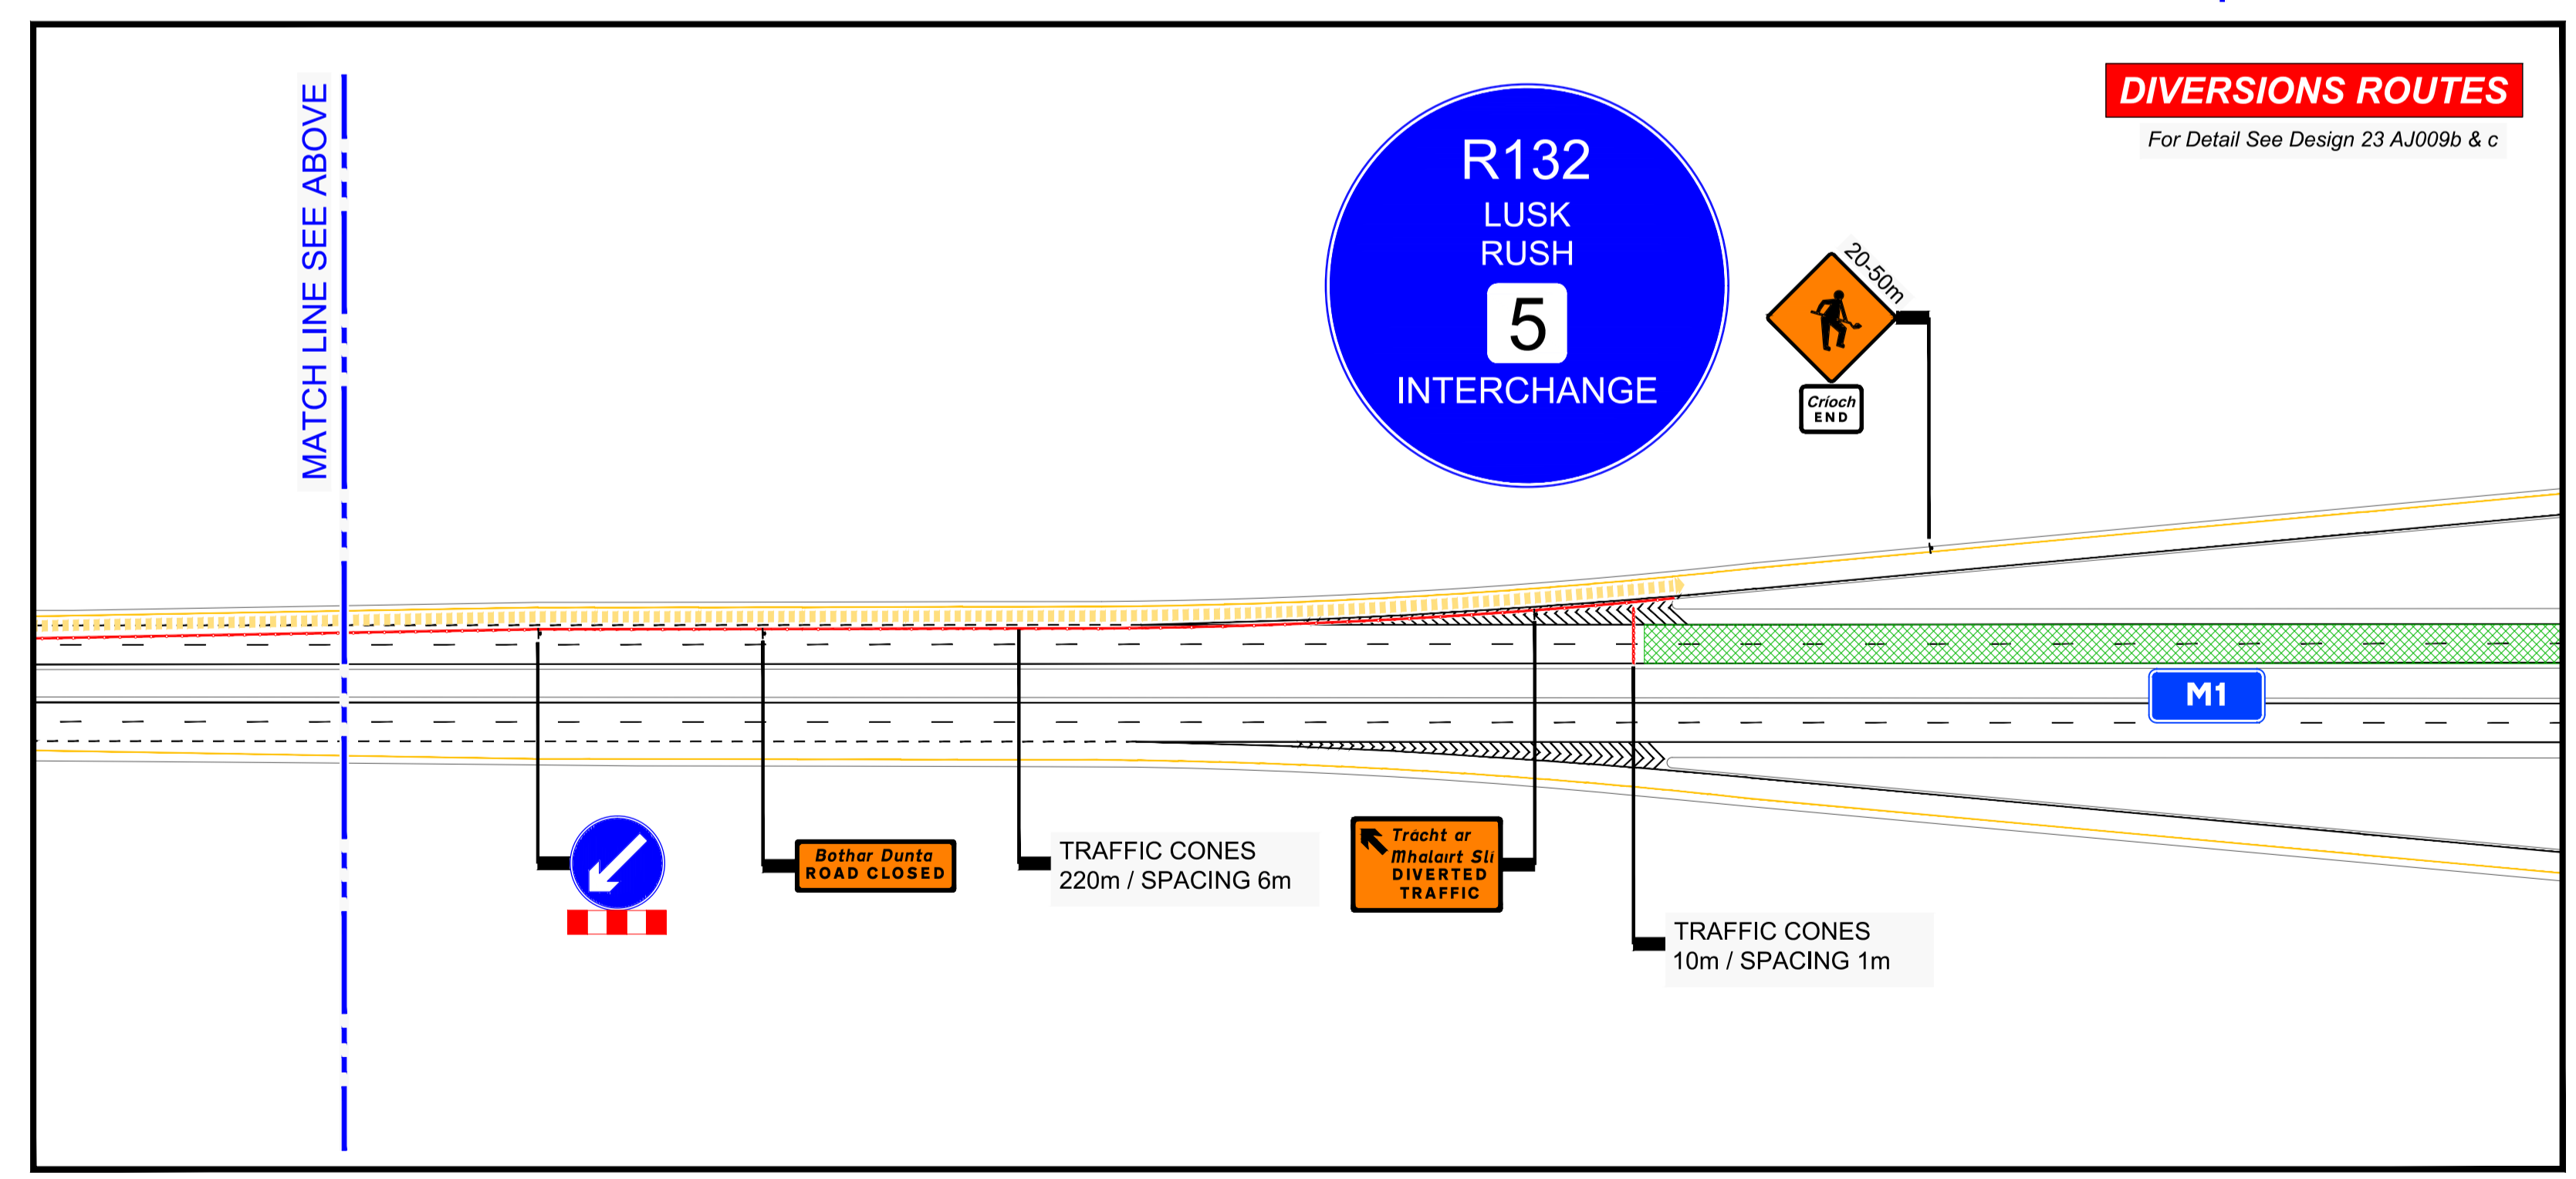 DIVERSIONS ROUTES
For Detail See Design 23 AJ009b & c
MATCH LINE SEE ABOVE
R132
LUSK
RUSH
5
INTERCHANGE
20-50m
Críoch
END
M1
Bothar Dunta
ROAD CLOSED
TRAFFIC CONES
220m / SPACING 6m
Trácht ar
Mhalairt Slí
DIVERTED
TRAFFIC
TRAFFIC CONES
10m / SPACING 1m